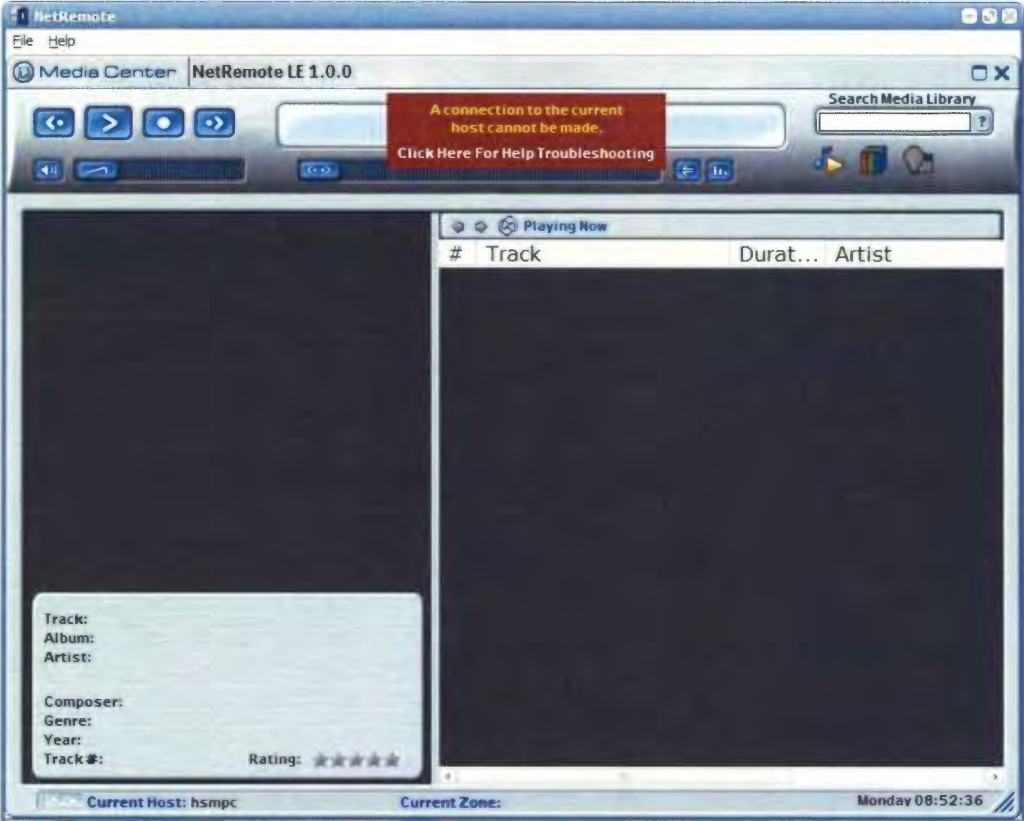 NetRemote
File Help
Media Center NetRemote LE 1.0.0
Search Media Library
?
A connection to the current
host cannot be made.
Click Here For Help Troubleshooting
Playing Now
# Track Durat... Artist
Track:
Album:
Artist:
Composer:
Genre:
Year:
Track #: Rating:
Current Host: hsmpc Current Zone: Monday 08:52:36